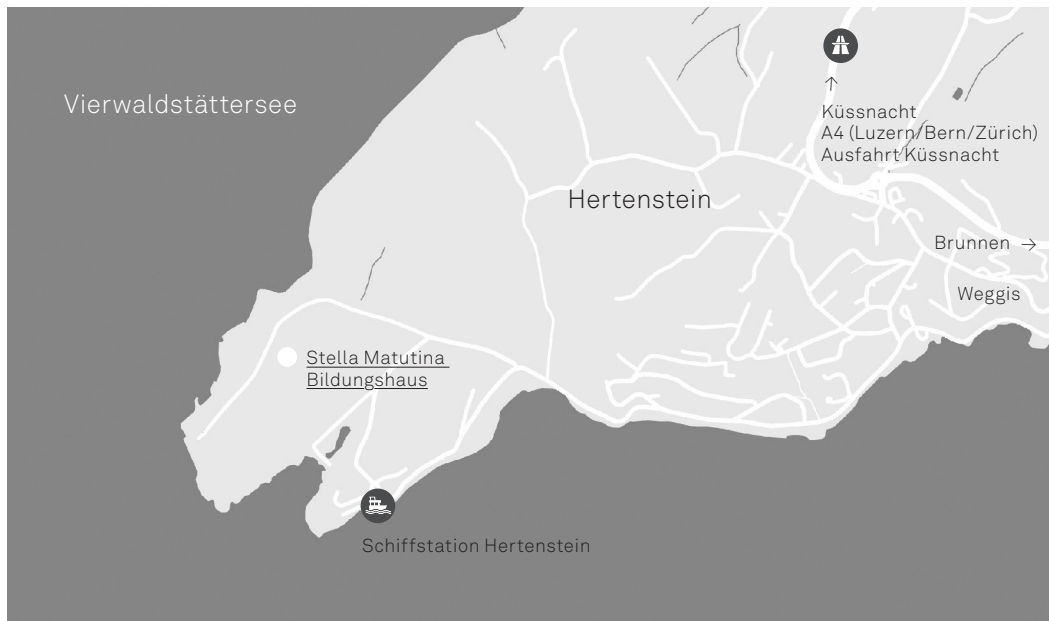 Vierwaldstättersee
Küssnacht
A4 (Luzern/Bern/Zürich)
Ausfahrt Küssnacht
Hertenstein
Brunnen →
Weggis
Stella Matutina
Bildungshaus
Schiffstation Hertenstein